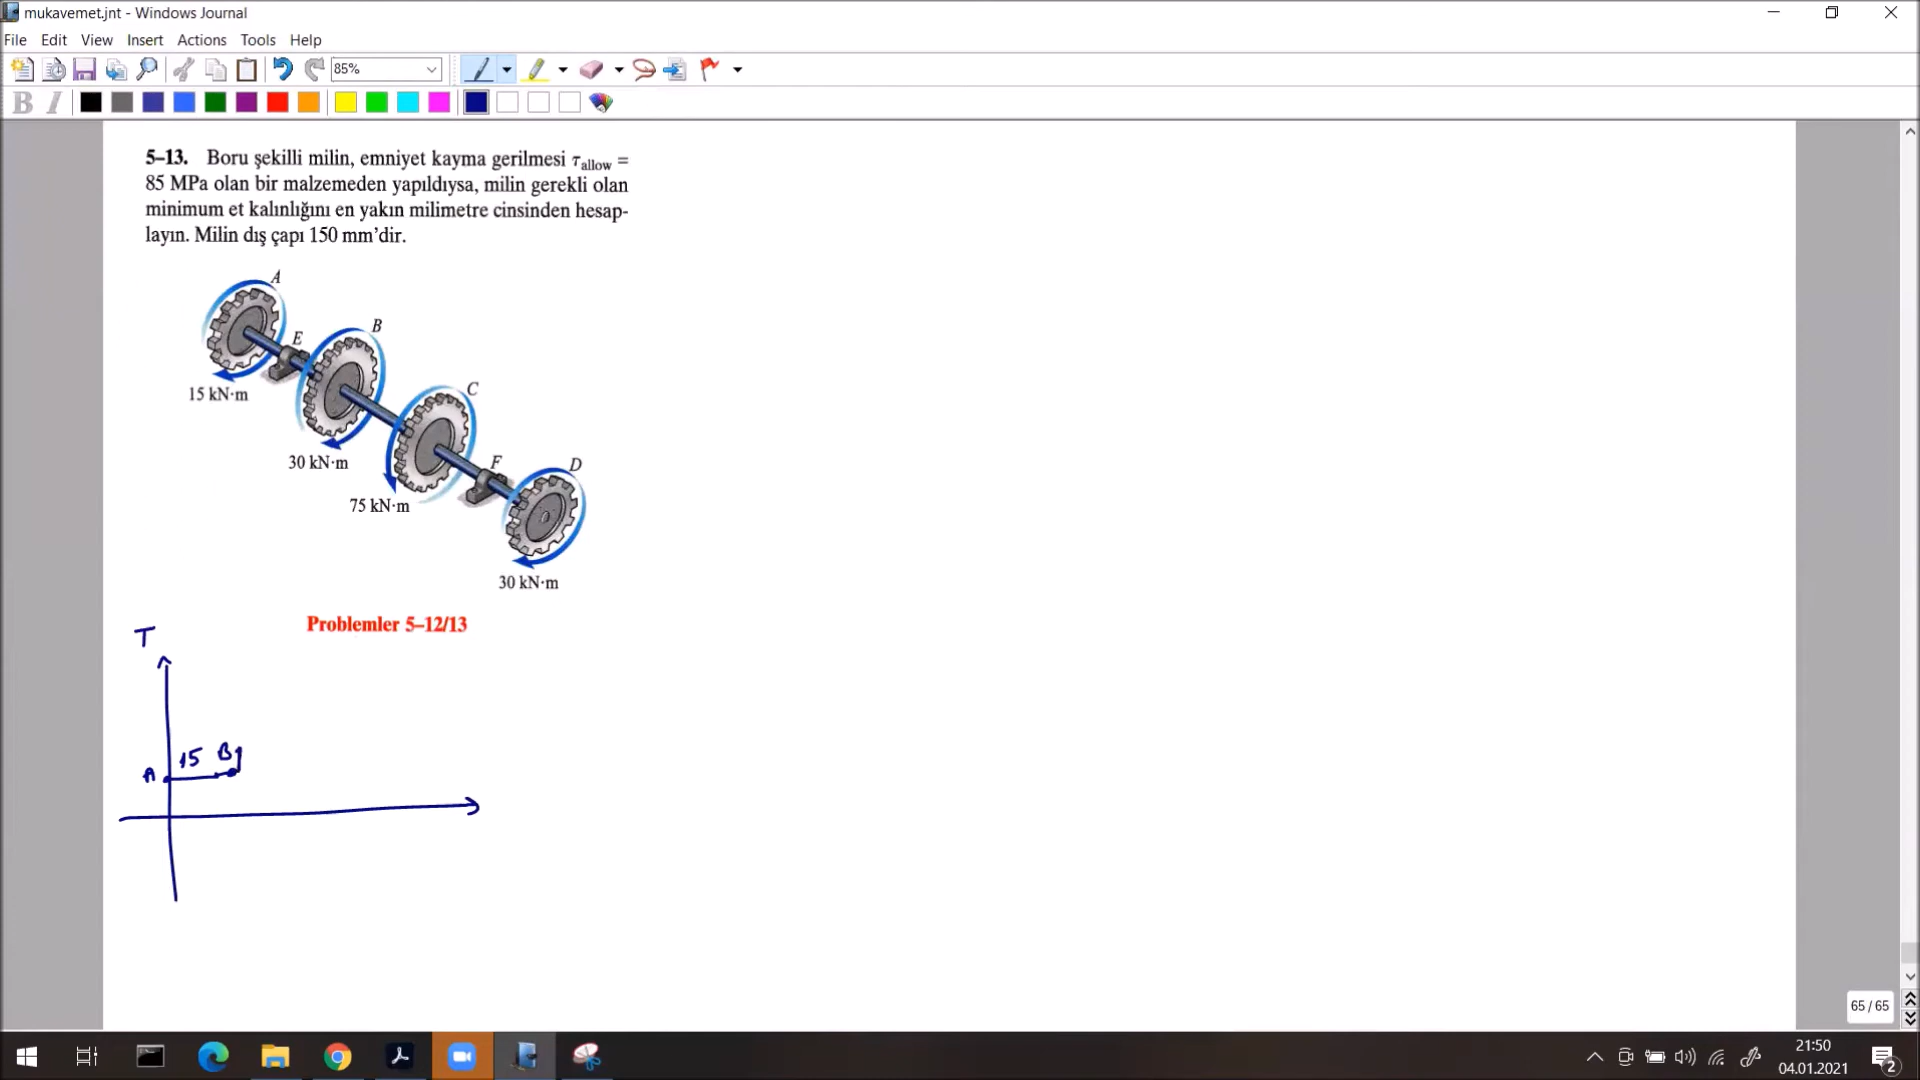 mukavemet.jnt - Windows Journal
File Edit View Insert Actions Tools Help
85%
B I
5–13. Boru şekilli milin, emniyet kayma gerilmesi τallow =
85 MPa olan bir malzemeden yapıldıysa, milin gerekli olan
minimum et kalınlığını en yakın milimetre cinsinden hesap-
layın. Milin dış çapı 150 mm’dir.
A
E
B
15 kN·m
C
30 kN·m
F
D
75 kN·m
30 kN·m
Problemler 5–12/13
T
15 B
A
65 / 65
21:50
04.01.2021
2